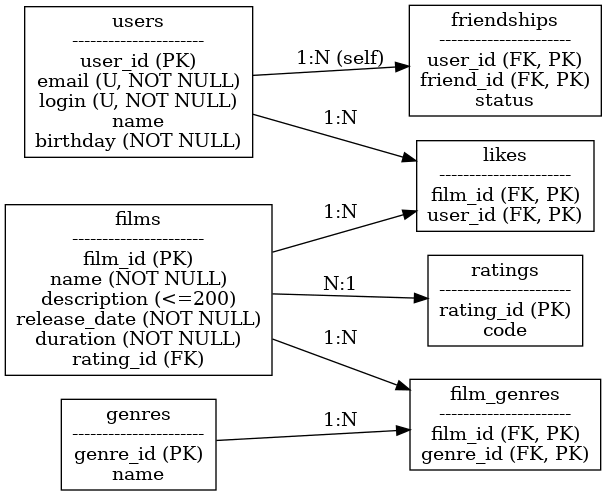 users
----------------------
user_id (PK)
email (U, NOT NULL)
login (U, NOT NULL)
name
birthday (NOT NULL)
1:N (self)
friendships
----------------------
user_id (FK, PK)
friend_id (FK, PK)
status
1:N
likes
----------------------
film_id (FK, PK)
user_id (FK, PK)
films
----------------------
film_id (PK)
name (NOT NULL)
description (<=200)
release_date (NOT NULL)
duration (NOT NULL)
rating_id (FK)
1:N
N:1
1:N
ratings
----------------------
rating_id (PK)
code
genres
----------------------
genre_id (PK)
name
1:N
film_genres
----------------------
film_id (FK, PK)
genre_id (FK, PK)